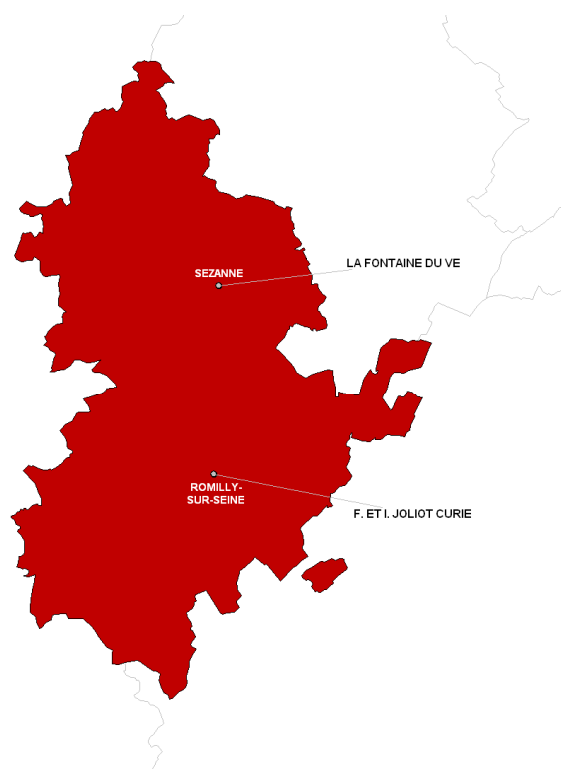 LA FONTAINE DU VE
SEZANNE
ROMILLY-
SUR-SEINE
F. ET I. JOLIOT CURIE